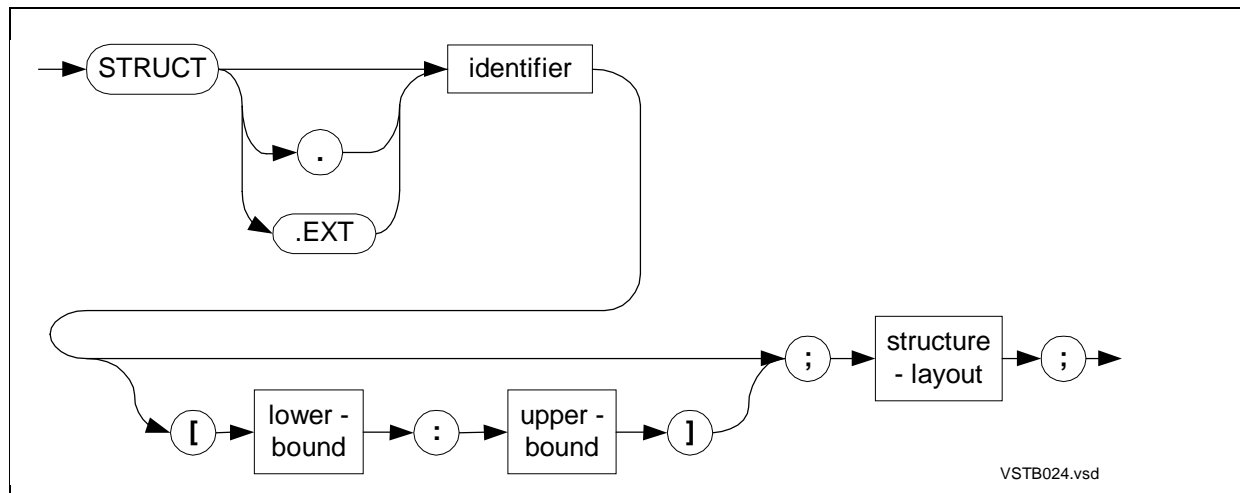 STRUCT
identifier
.
.EXT
;
structure
- layout
;
[
lower -
bound
:
upper -
bound
]
VSTB024.vsd